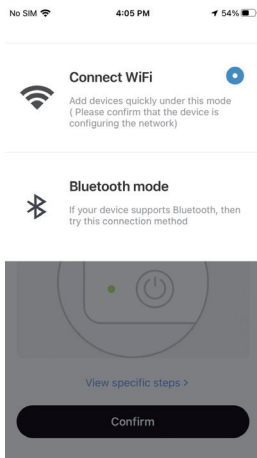 No SIM 4:05 PM 54%
Connect WiFi
Add devices quickly under this mode
( Please confirm that the device is
configuring the network)
Bluetooth mode
If your device supports Bluetooth, then
try this connection method
View specific steps >
Confirm